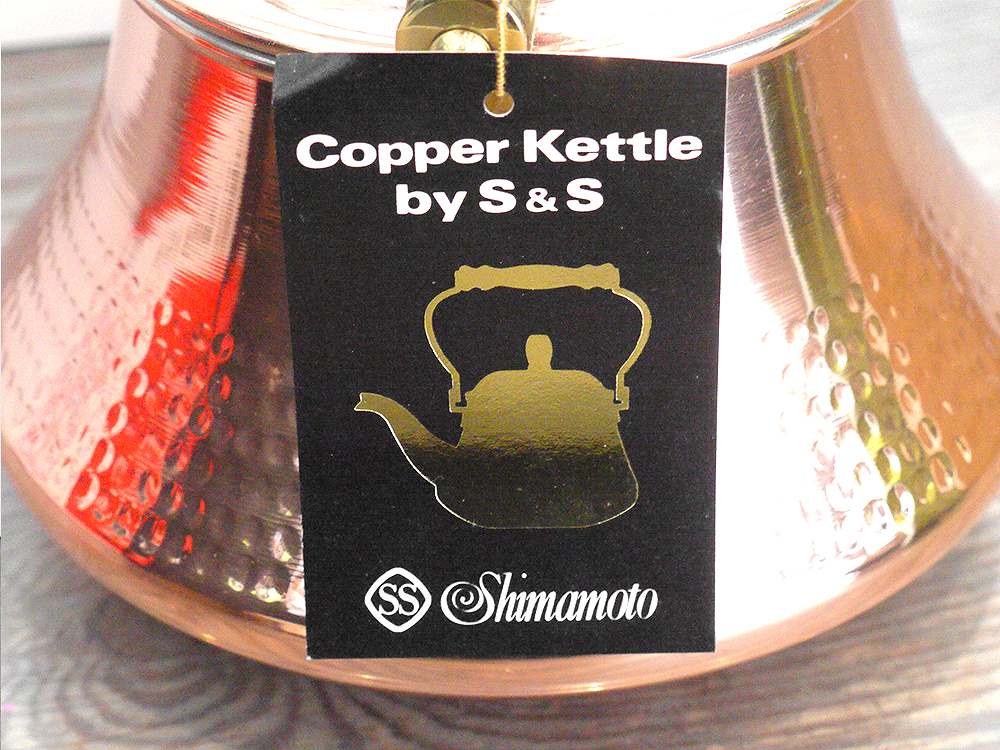 Copper Kettle
by S & S
SS Shimamoto